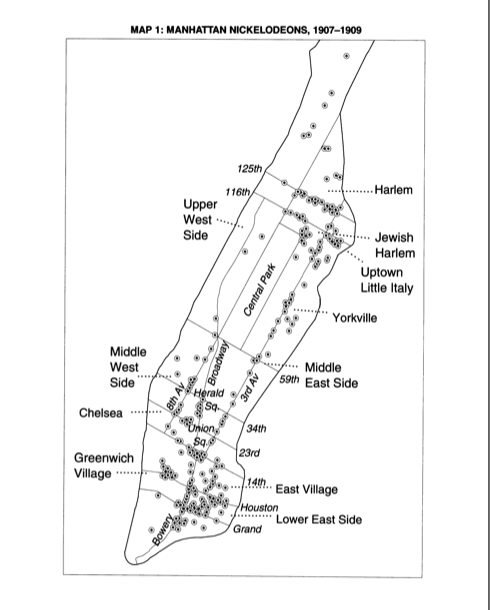 MAP 1: MANHATTAN NICKELODEONS, 1907–1909
125th
116th
Harlem
Upper
West
Side
Jewish
Harlem
Uptown
Little Italy
Central Park
Yorkville
Middle
West
Side
Broadway
Middle
East Side
59th
8th Av
3rd Av
Herald
Sq.
Chelsea
Union
Sq.
34th
23rd
Greenwich
Village
14th
East Village
Houston
Lower East Side
Grand
Bowery